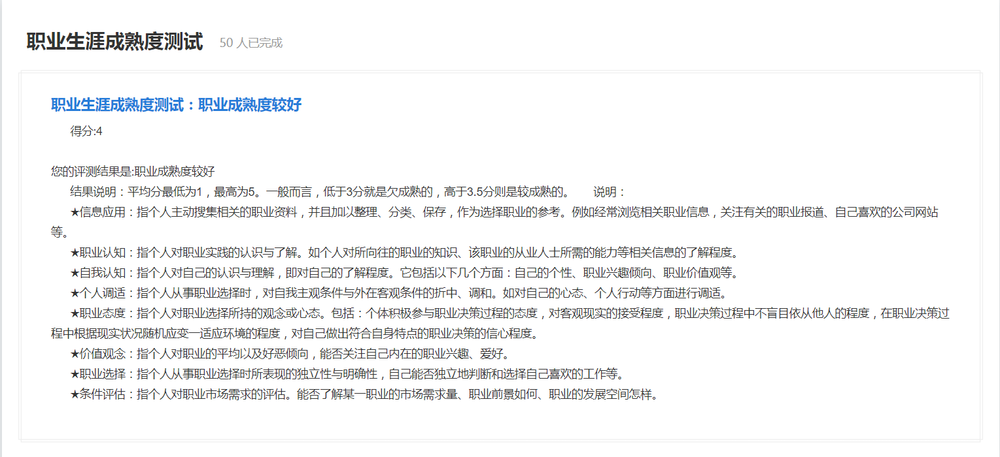 职业生涯成熟度测试 50 人已完成
职业生涯成熟度测试：职业成熟度较好
得分:4
您的评测结果是:职业成熟度较好
结果说明：平均分最低为1，最高为5。一般而言，低于3分就是欠成熟的，高于3.5分则是较成熟的。 说明：
★信息应用：指个人主动搜集相关的职业资料，并且加以整理、分类、保存，作为选择职业的参考。例如经常浏览相关职业信息，关注有关的职业报道、自己喜欢的公司网站
等。
★职业认知：指个人对职业实践的认识与了解。如个人对所向往的职业的知识、该职业的从业人士所需的能力等相关信息的了解程度。
★自我认知：指个人对自己的认识与理解，即对自己的了解程度。它包括以下几个方面：自己的个性、职业兴趣倾向、职业价值观等。
★个人调适：指个人从事职业选择时，对自我主观条件与外在客观条件的折中、调和。如对自己的心态、个人行动等方面进行调适。
★职业态度：指个人对职业选择所持的观念或心态。包括：个体积极参与职业决策过程的态度，对客观现实的接受程度，职业决策过程中不盲目依从他人的程度，在职业决策过
程中根据现实状况随机应变一适应环境的程度，对自己做出符合自身特点的职业决策的信心程度。
★价值观念：指个人对职业的平均以及好恶倾向，能否关注自己内在的职业兴趣、爱好。
★职业选择：指个人从事职业选择时所表现的独立性与明确性，自己能否独立地判断和选择自己喜欢的工作等。
★条件评估：指个人对职业市场需求的评估。能否了解某一职业的市场需求量、职业前景如何、职业的发展空间怎样。